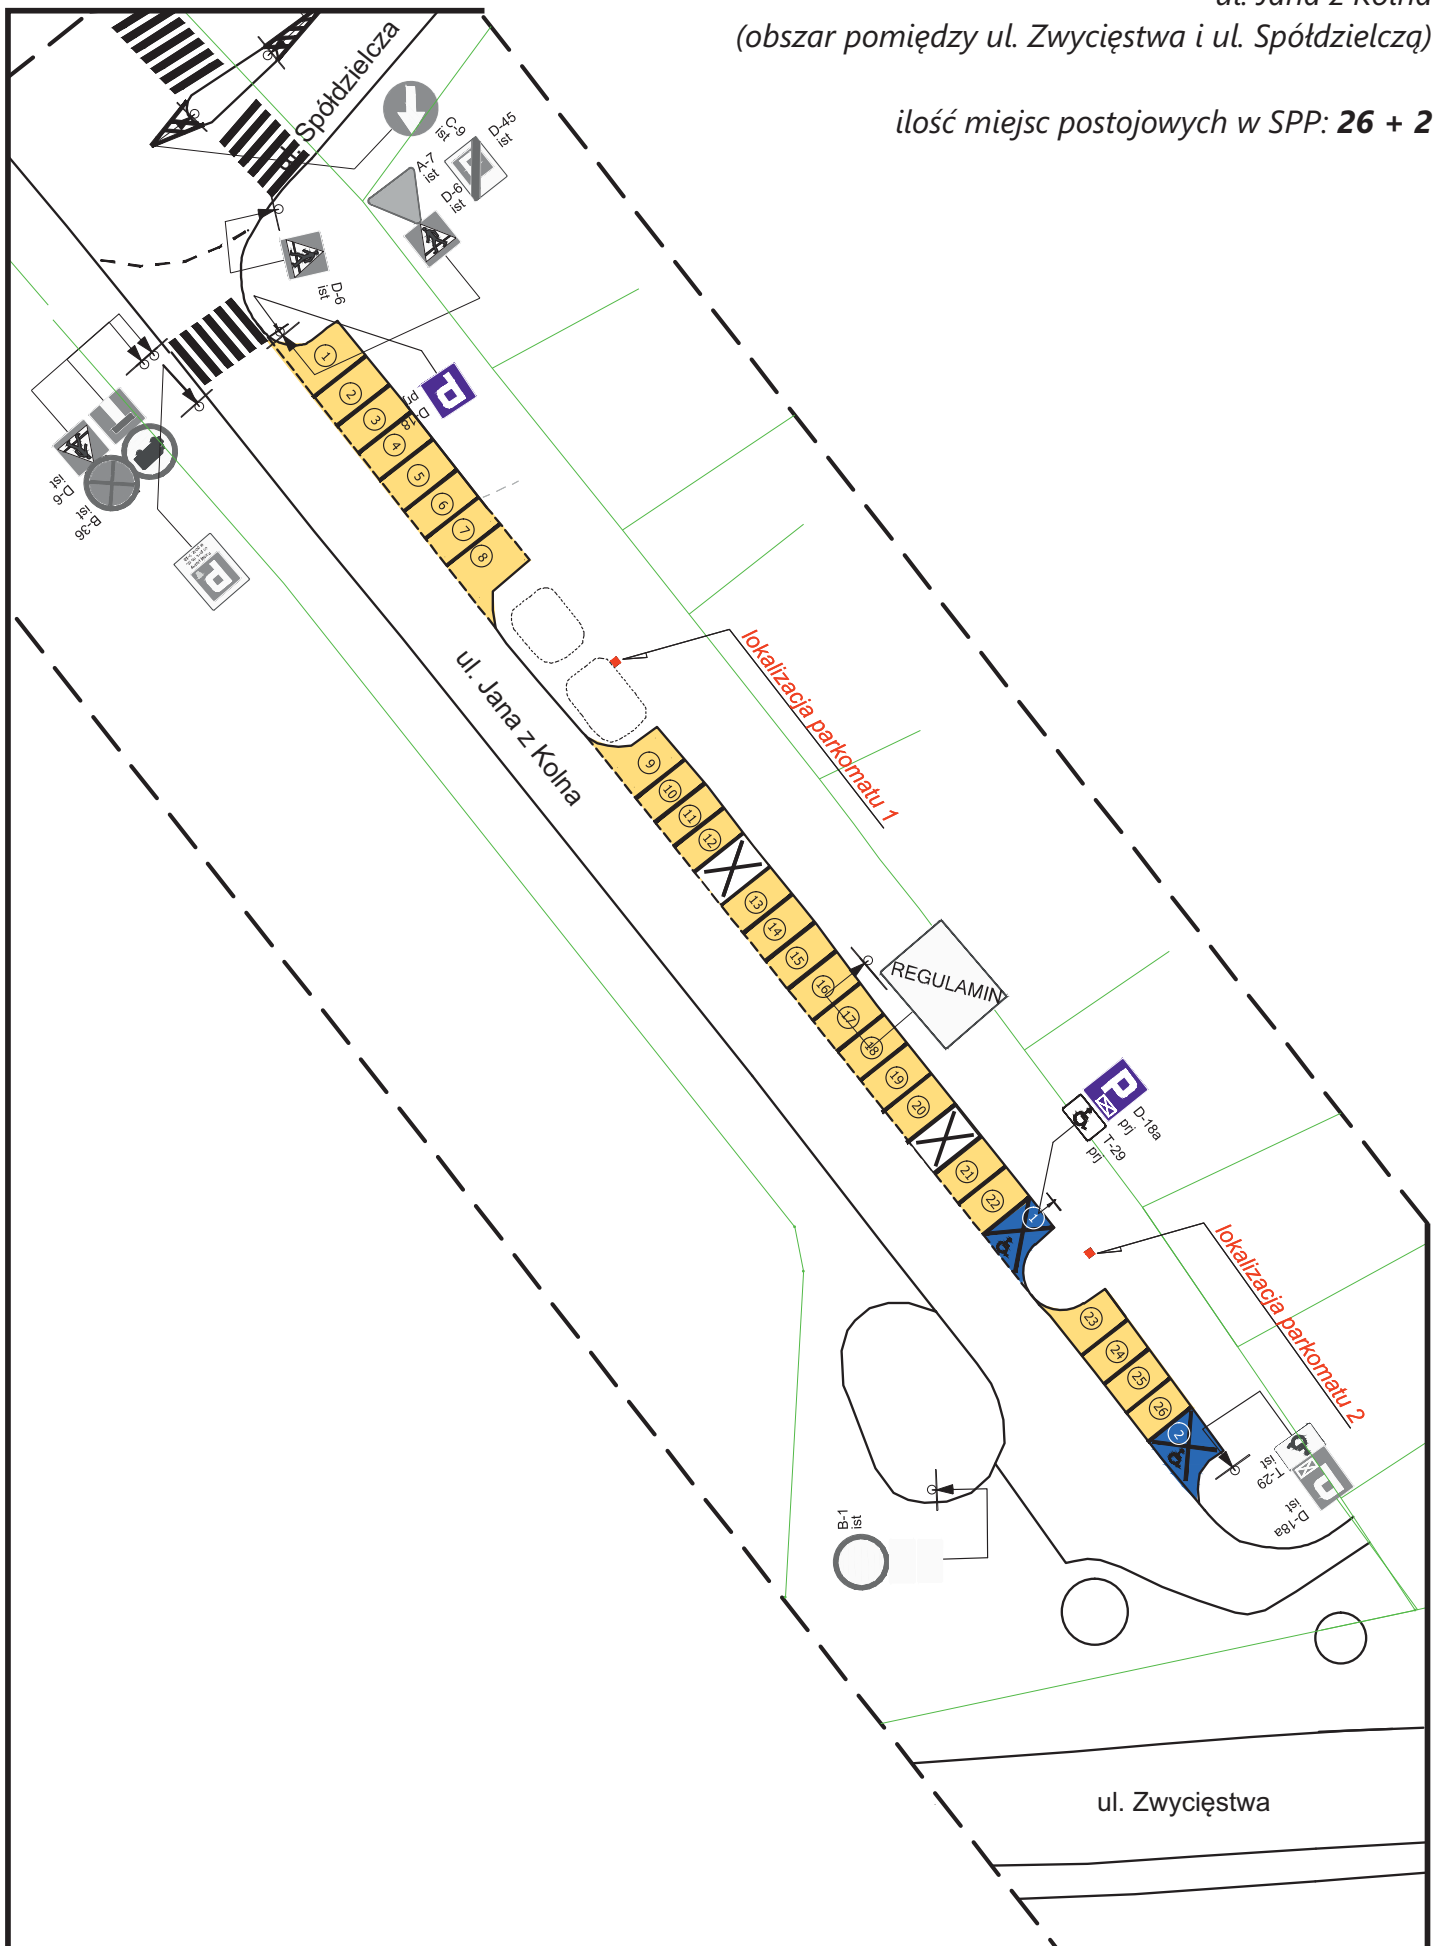 ul. Jana z Kolna
(obszar pomiędzy ul. Zwycięstwa i ul. Spółdzielczą)
ilość miejsc postojowych w SPP: 26 + 2
Spółdzielcza
C-9
ist
D-45
ist
A-7
ist
D-6
ist
D-6
ist
D-18
prj
D-6
ist
B-36
ist
1
2
3
4
5
6
7
8
lokalizacja parkomatu 1
ul. Jana z Kolna
9
10
11
12
13
14
15
16
17
18
19
20
REGULAMIN
P
D-18a
prj
T-29
prj
21
22
1
lokalizacja parkomatu 2
23
24
25
26
2
T-29
ist
D-18a
ist
B-1
ist
ul. Zwycięstwa